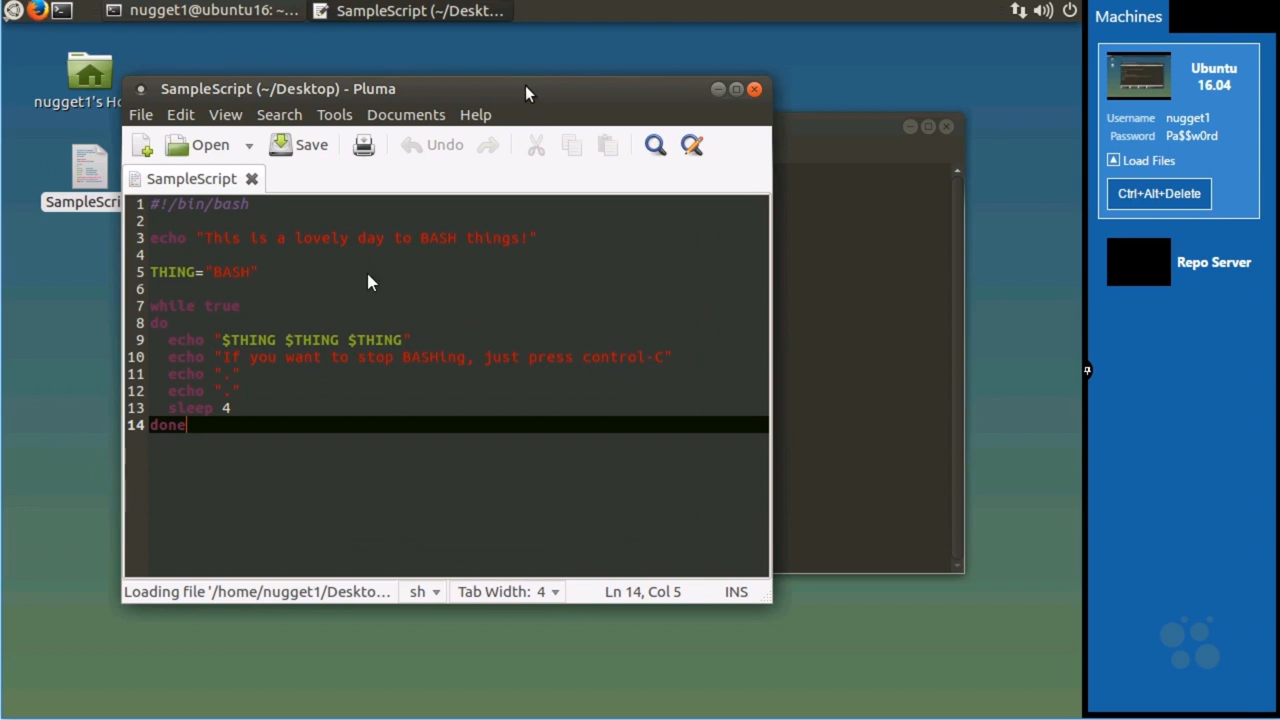 nugget1@ubuntu16: ~...
SampleScript (~/Deskt...
Machines
nugget1's Ho
SampleScri
SampleScript (~/Desktop) - Pluma
File Edit View Search Tools Documents Help
Open Save Undo
SampleScript
1 #!/bin/bash
2
3 echo "This is a lovely day to BASH things!"
4
5 THING="BASH"
6
7 while true
8 do
9 echo "$THING $THING $THING"
10 echo "If you want to stop BASHing, just press control-C"
11 echo "."
12 echo "."
13 sleep 4
14 done
Loading file '/home/nugget1/Deskto... sh Tab Width: 4 Ln 14, Col 5 INS
Ubuntu
16.04
Username nugget1
Password Pa$$w0rd
Load Files
Ctrl+Alt+Delete
Repo Server